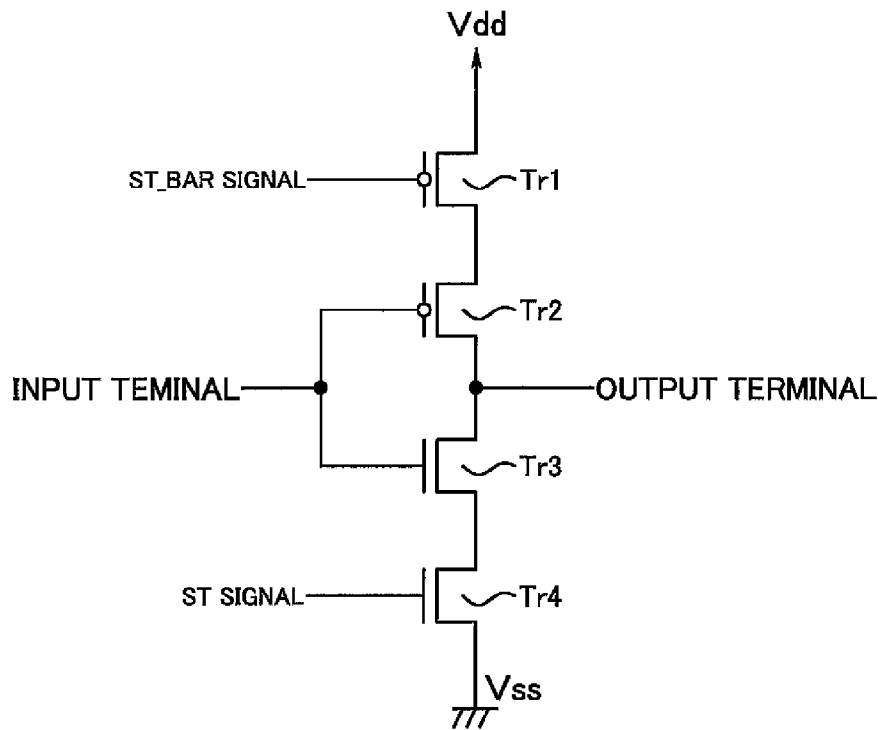 Vdd
ST_BAR SIGNAL
Tr1
Tr2
INPUT TEMINAL
OUTPUT TERMINAL
Tr3
ST SIGNAL
Tr4
Vss